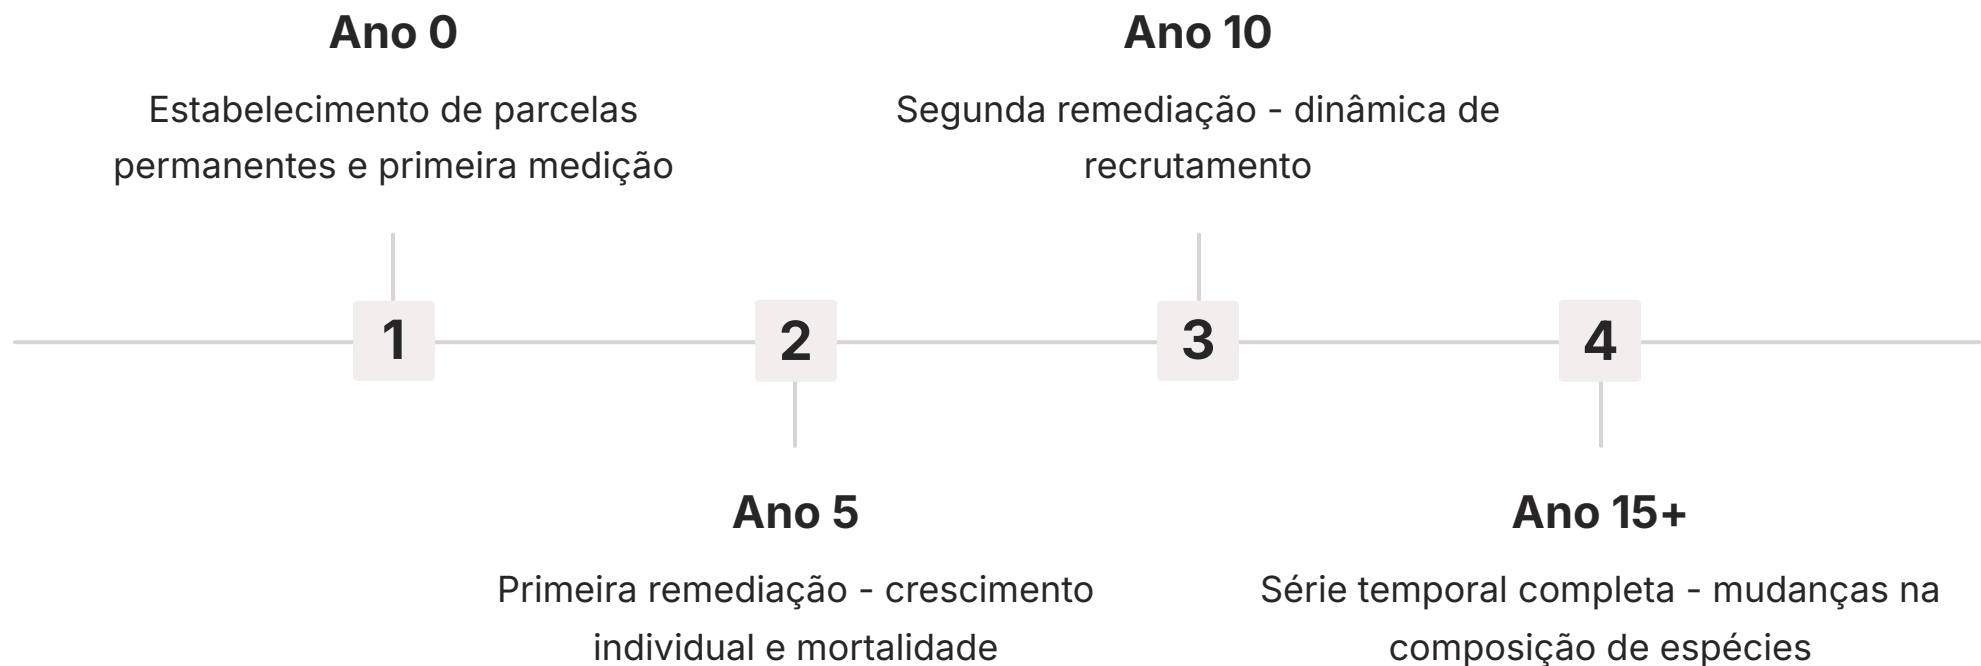 Ano 0
Estabelecimento de parcelas
permanentes e primeira medição
Ano 10
Segunda remediação - dinâmica de
recrutamento
1
2
3
4
Ano 5
Primeira remediação - crescimento
individual e mortalidade
Ano 15+
Série temporal completa - mudanças na
composição de espécies